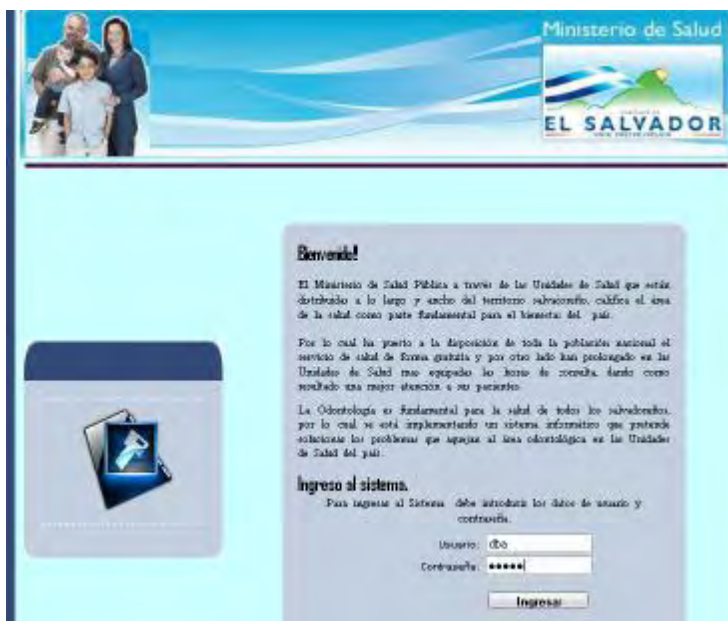 Ministerio de Salud
EL SALVADOR
Bienvenido!
El Ministerio de Salud Pública a través de las Unidades de Salud que están
distribuidas a lo largo y ancho del territorio salvadoreño, califica el área
de la salud como parte fundamental para el bienestar del país.
Por lo cual ha puesto a la disposición de toda la población nacional el
servicio de salud de forma gratuita y por otro lado han prolongado en las
Unidades de Salud mas equipadas las horas de consulta, dando como
resultado una mejor atención a sus pacientes.
La Odontología es fundamental para la salud de todos los salvadoreños,
por lo cual se está implementando un sistema informático que pretende
solucionar los problemas que aquejan al área odontológica en las Unidades
de Salud del país.
Ingreso al sistema.
Para ingresar al Sistema debe introducir los datos de usuario y
contraseña.
Usuario: dba
Contraseña: •••••
Ingresar